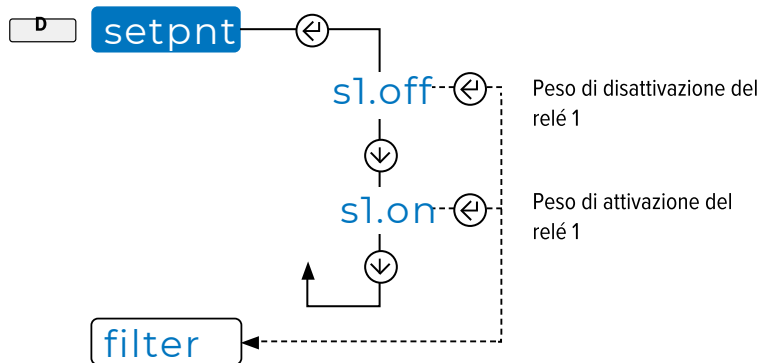 D
setpnt
s1.off
Peso di disattivazione del
relé 1
s1.on
Peso di attivazione del
relé 1
filter